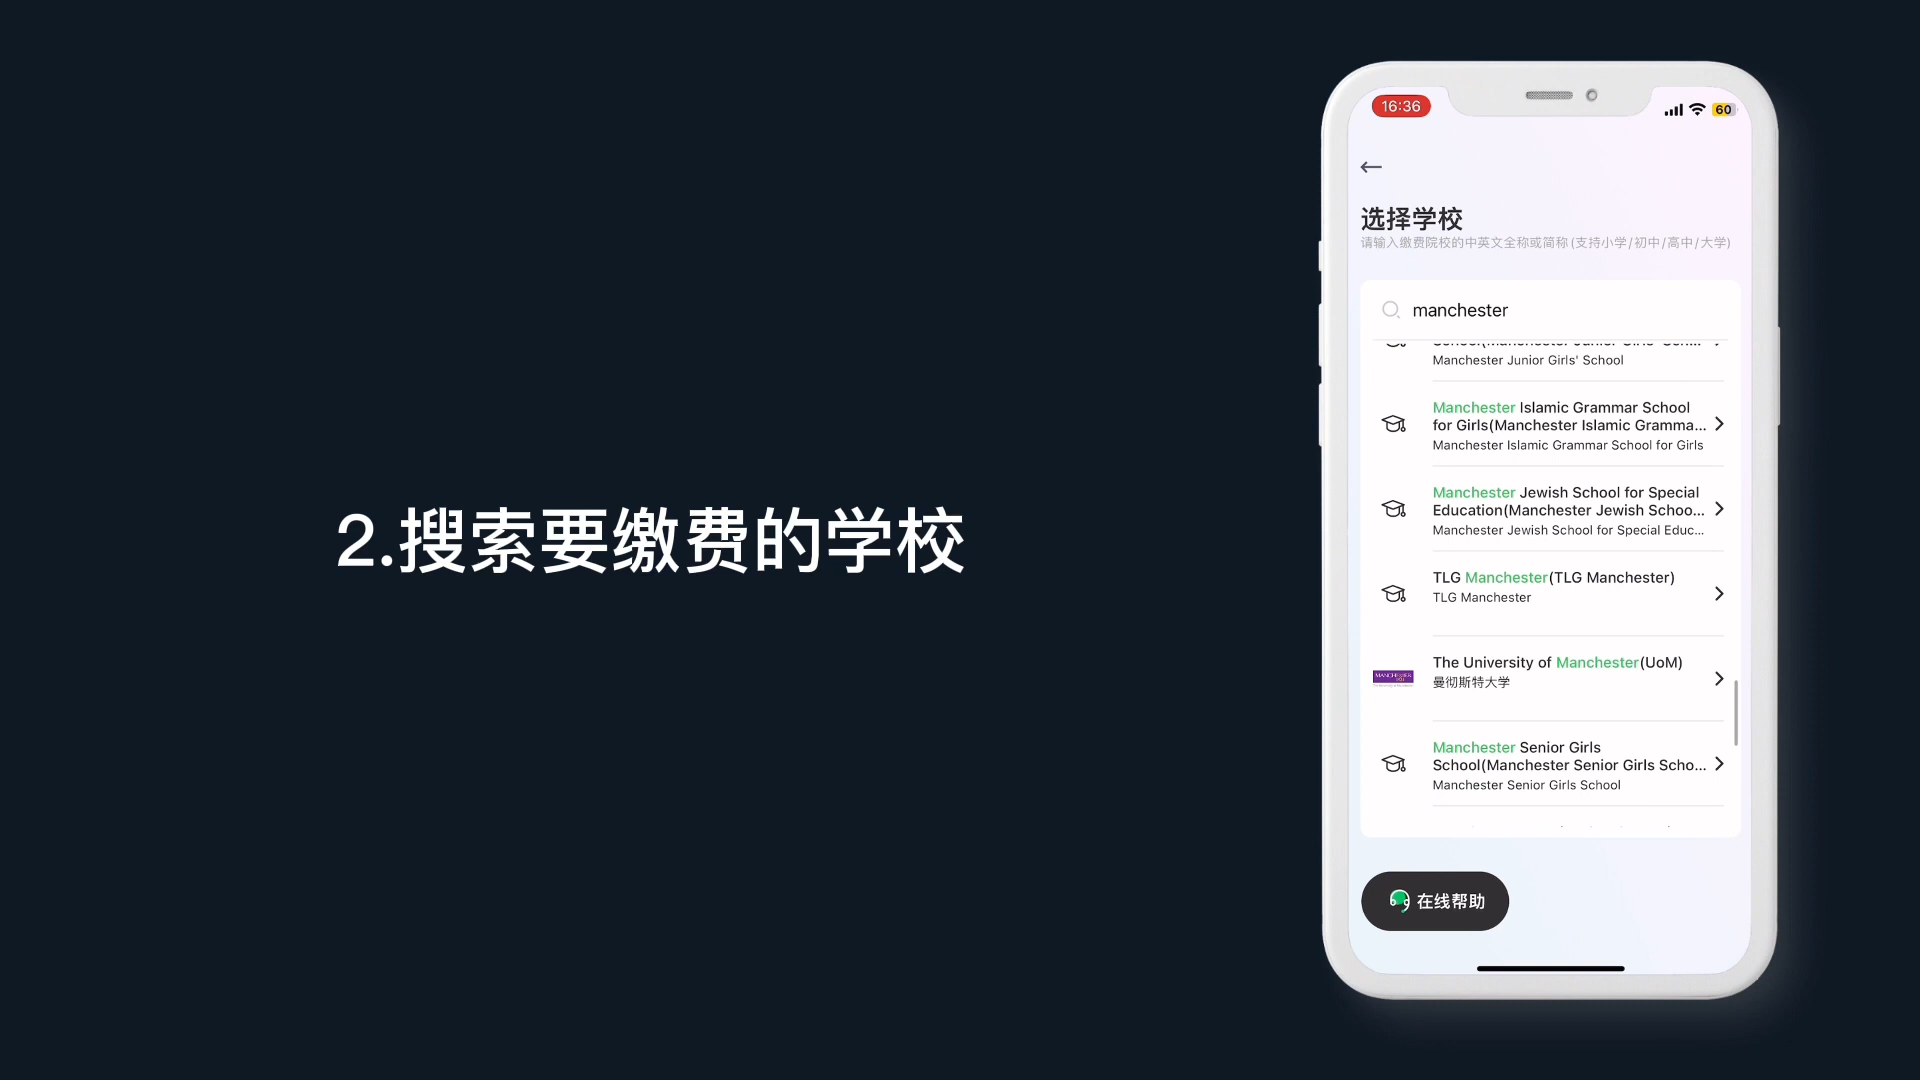 2.搜索要缴费的学校
16:36
60
选择学校
请输入缴费院校的中英文全称或简称(支持小学/初中/高中/大学)
manchester
Manchester Junior Girls' School
Manchester Islamic Grammar School
for Girls(Manchester Islamic Gramma...
Manchester Islamic Grammar School for Girls
Manchester Jewish School for Special
Education(Manchester Jewish Schoo...
Manchester Jewish School for Special Educ...
TLG Manchester(TLG Manchester)
TLG Manchester
The University of Manchester(UoM)
曼彻斯特大学
MANCHESTER
Manchester Senior Girls
School(Manchester Senior Girls Scho...
Manchester Senior Girls School
在线帮助